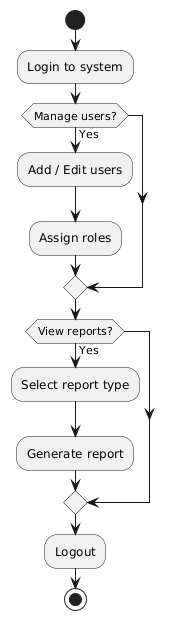 Login to system
Manage users?
Yes
Add / Edit users
Assign roles
View reports?
Yes
Select report type
Generate report
Logout